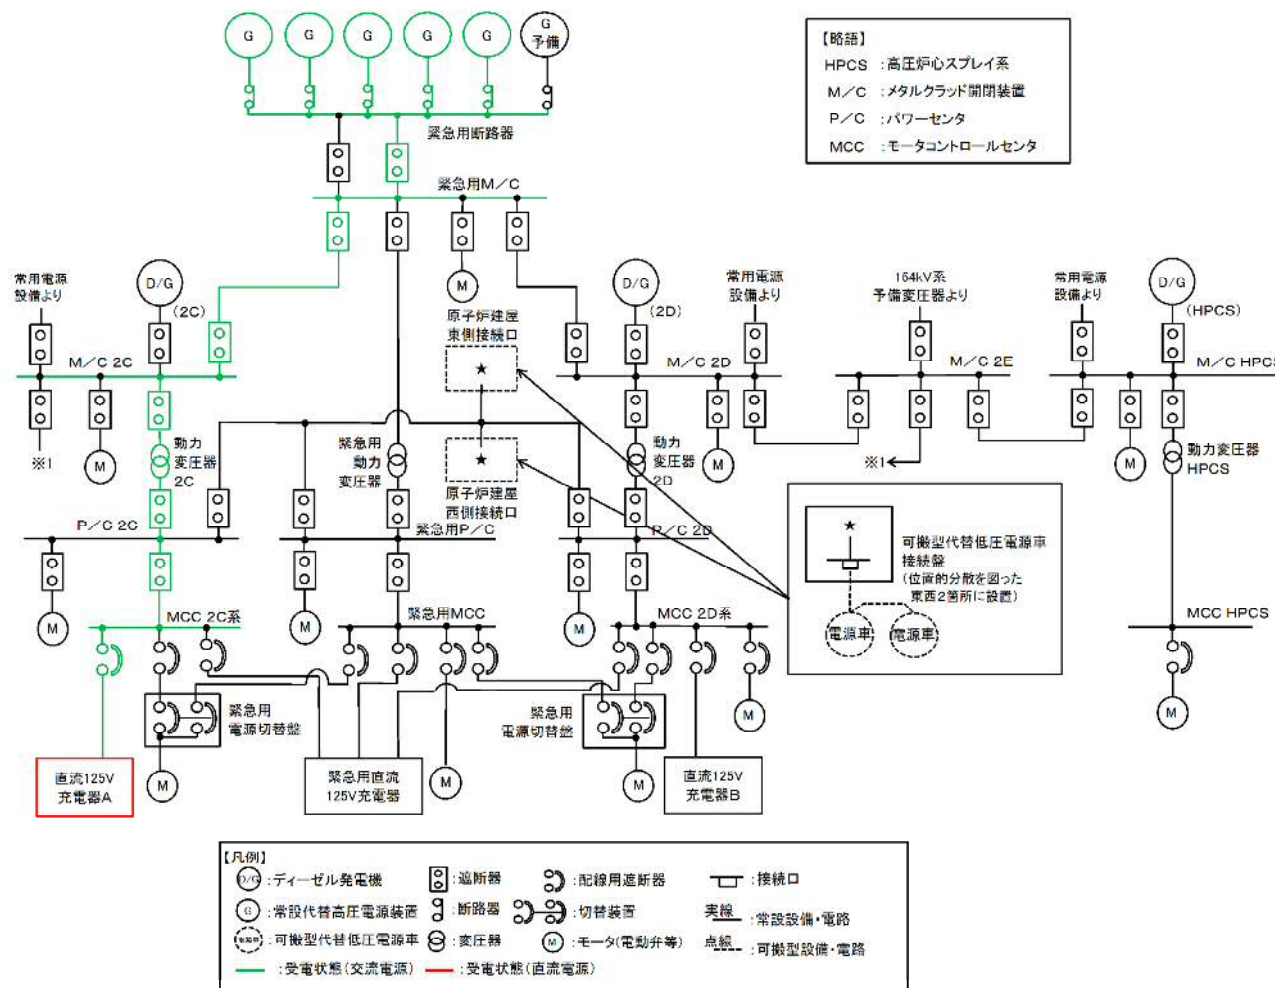 G G G G G G
予備
【略語】
HPCS :高圧炉心スプレイ系
M/C :メタルクラッド開閉装置
P/C :パワーセンタ
MCC :モータコントロールセンタ
緊急用断路器
緊急用M/C
常用電源
設備より
D/G
(2C)
M
D/G
(2D)
常用電源
設備より
154kV系
予備変圧器より
常用電源
設備より
D/G
(HPCS)
原子炉建屋
東側接続口
★
M/C 2C
M/C 2D
M/C 2E
M/C HPCS
※1
M
動力
変圧器
2C
緊急用
動力
変圧器
★
原子炉建屋
西側接続口
動力
変圧器
2D
M
※1
M
動力変圧器
HPCS
P/C 2C
緊急用P/C
P/C 2D
★
可搬型代替低圧電源車
接続盤
(位置的分散を図った
東西2箇所に設置)
電源車 電源車
M
M
M
MCC 2C系
緊急用MCC
MCC 2D系
MCC HPCS
緊急用
電源切替盤
緊急用
電源切替盤
M
M
直流125V
充電器A
M
緊急用直流
125V充電器
M
M
直流125V
充電器B
【凡例】
D/G :ディーゼル発電機
:遮断器
:配線用遮断器
:接続口
G :常設代替高圧電源装置
:断路器
:切替装置
実線
:常設設備・電路
電源車 :可搬型代替低圧電源車
:変圧器
M :モータ(電動弁等)
点線
:可搬型設備・電路
:受電状態(交流電源)
:受電状態(直流電源)